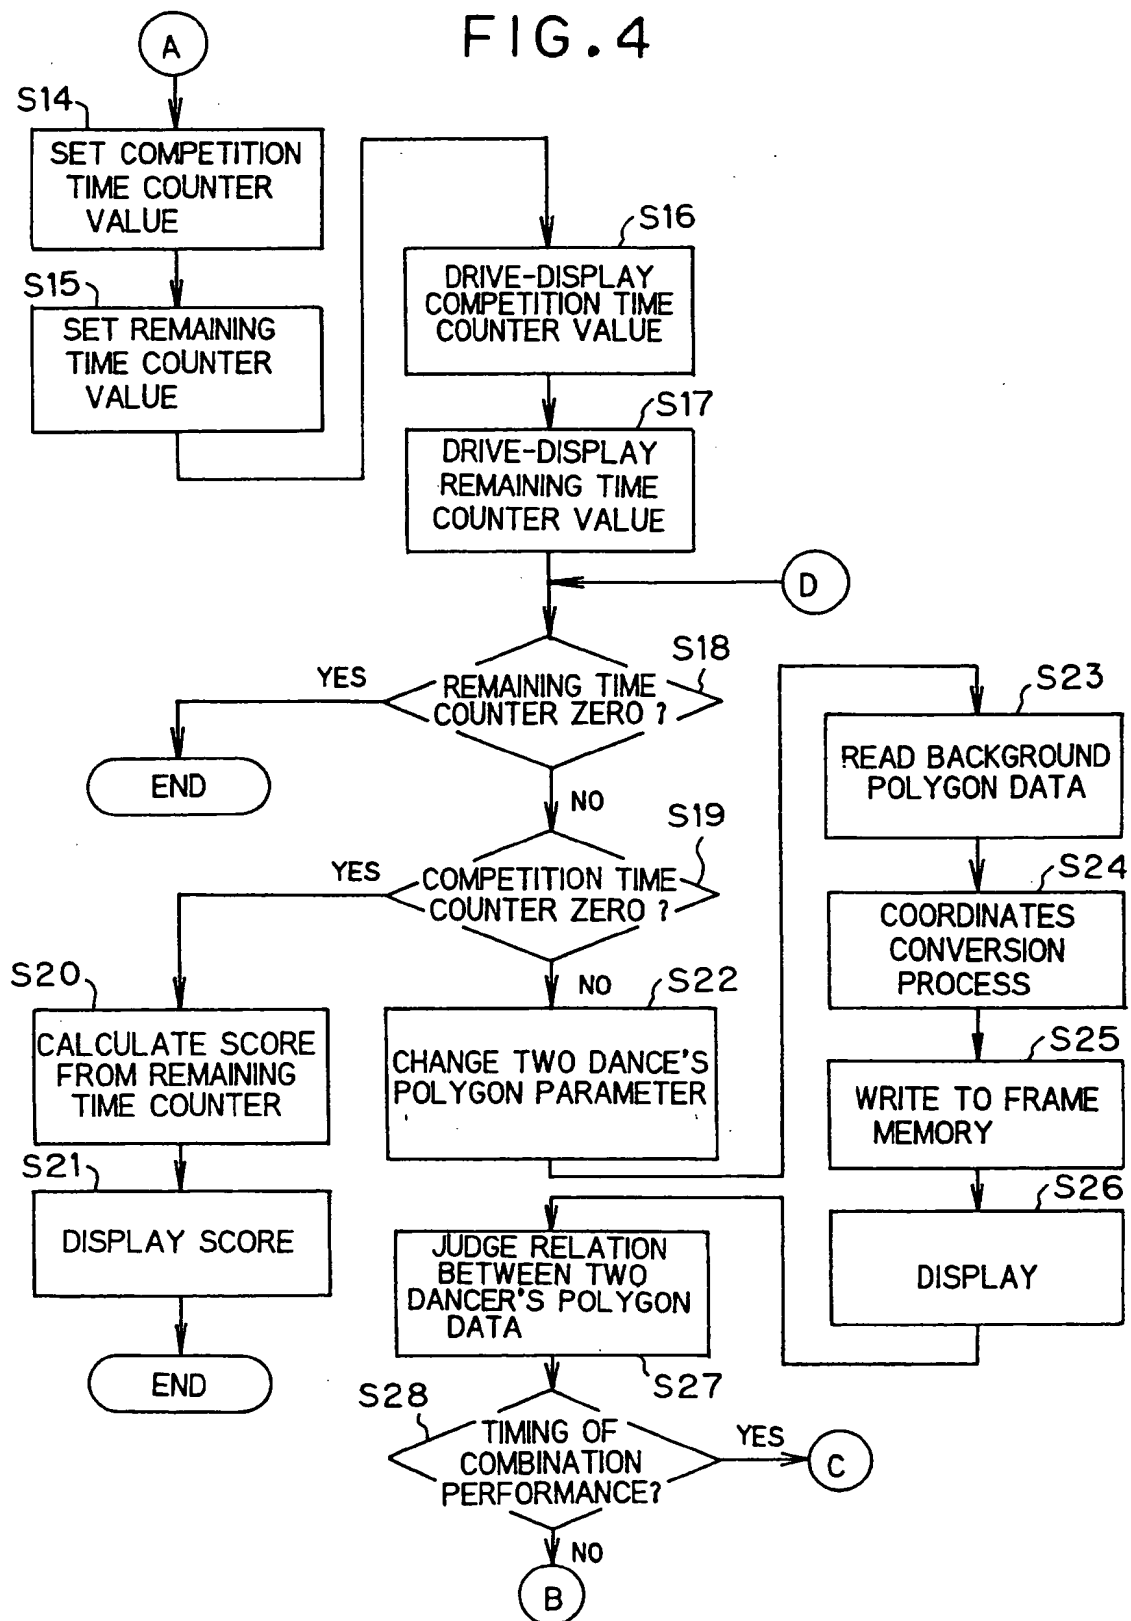 FIG.4
A
S14
SET COMPETITION
TIME COUNTER
VALUE
S15
SET REMAINING
TIME COUNTER
VALUE
S16
DRIVE-DISPLAY
COMPETITION TIME
COUNTER VALUE
S17
DRIVE-DISPLAY
REMAINING TIME
COUNTER VALUE
D
S18
REMAINING TIME
COUNTER ZERO ?
YES
END
NO
S19
COMPETITION TIME
COUNTER ZERO ?
YES
NO
S20
CALCULATE SCORE
FROM REMAINING
TIME COUNTER
S21
DISPLAY SCORE
END
S22
CHANGE TWO DANCE'S
POLYGON PARAMETER
S23
READ BACKGROUND
POLYGON DATA
S24
COORDINATES
CONVERSION
PROCESS
S25
WRITE TO FRAME
MEMORY
S26
DISPLAY
JUDGE RELATION
BETWEEN TWO
DANCER'S POLYGON
DATA
S27
S28
TIMING OF
COMBINATION
PERFORMANCE?
YES
C
NO
B